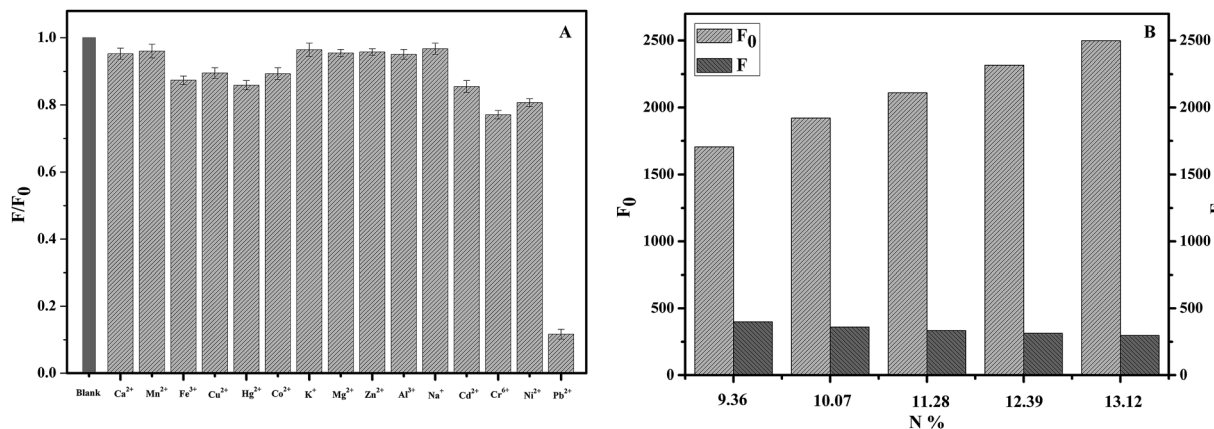 A
F/F₀
1.0
0.8
0.6
0.4
0.2
0.0
Blank Ca²⁺ Mn²⁺ Fe³⁺ Cu²⁺ Hg²⁺ Co²⁺ K⁺ Mg²⁺ Zn²⁺ Al³⁺ Na⁺ Cd²⁺ Cr⁶⁺ Ni²⁺ Pb²⁺
B
F₀
F
F₀
2500 2500
2000 2000
1500 1500
1000 1000
500 500
0 0
9.36 10.07 11.28 12.39 13.12
N %